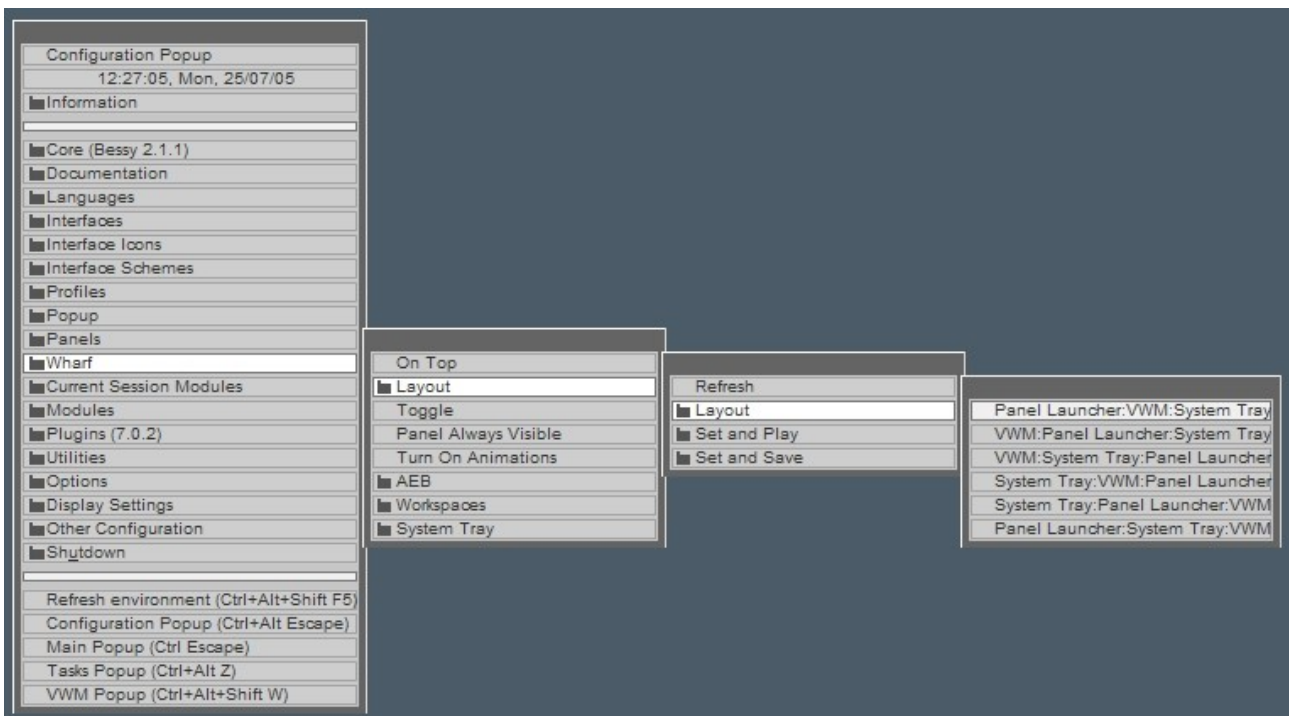 Configuration Popup
12:27:05, Mon, 25/07/05
Information
Core (Bessy 2.1.1)
Documentation
Languages
Interfaces
Interface Icons
Interface Schemes
Profiles
Popup
Panels
Wharf
Current Session Modules
Modules
Plugins (7.0.2)
Utilities
Options
Display Settings
Other Configuration
Shutdown
Refresh environment (Ctrl+Alt+Shift F5)
Configuration Popup (Ctrl+Alt Escape)
Main Popup (Ctrl Escape)
Tasks Popup (Ctrl+Alt Z)
VWM Popup (Ctrl+Alt+Shift W)
On Top
Layout
Toggle
Panel Always Visible
Turn On Animations
AEB
Workspaces
System Tray
Refresh
Layout
Set and Play
Set and Save
Panel Launcher:VWM:System Tray
VWM:Panel Launcher:System Tray
VWM:System Tray:Panel Launcher
System Tray:VWM:Panel Launcher
System Tray:Panel Launcher:VWM
Panel Launcher:System Tray:VWM